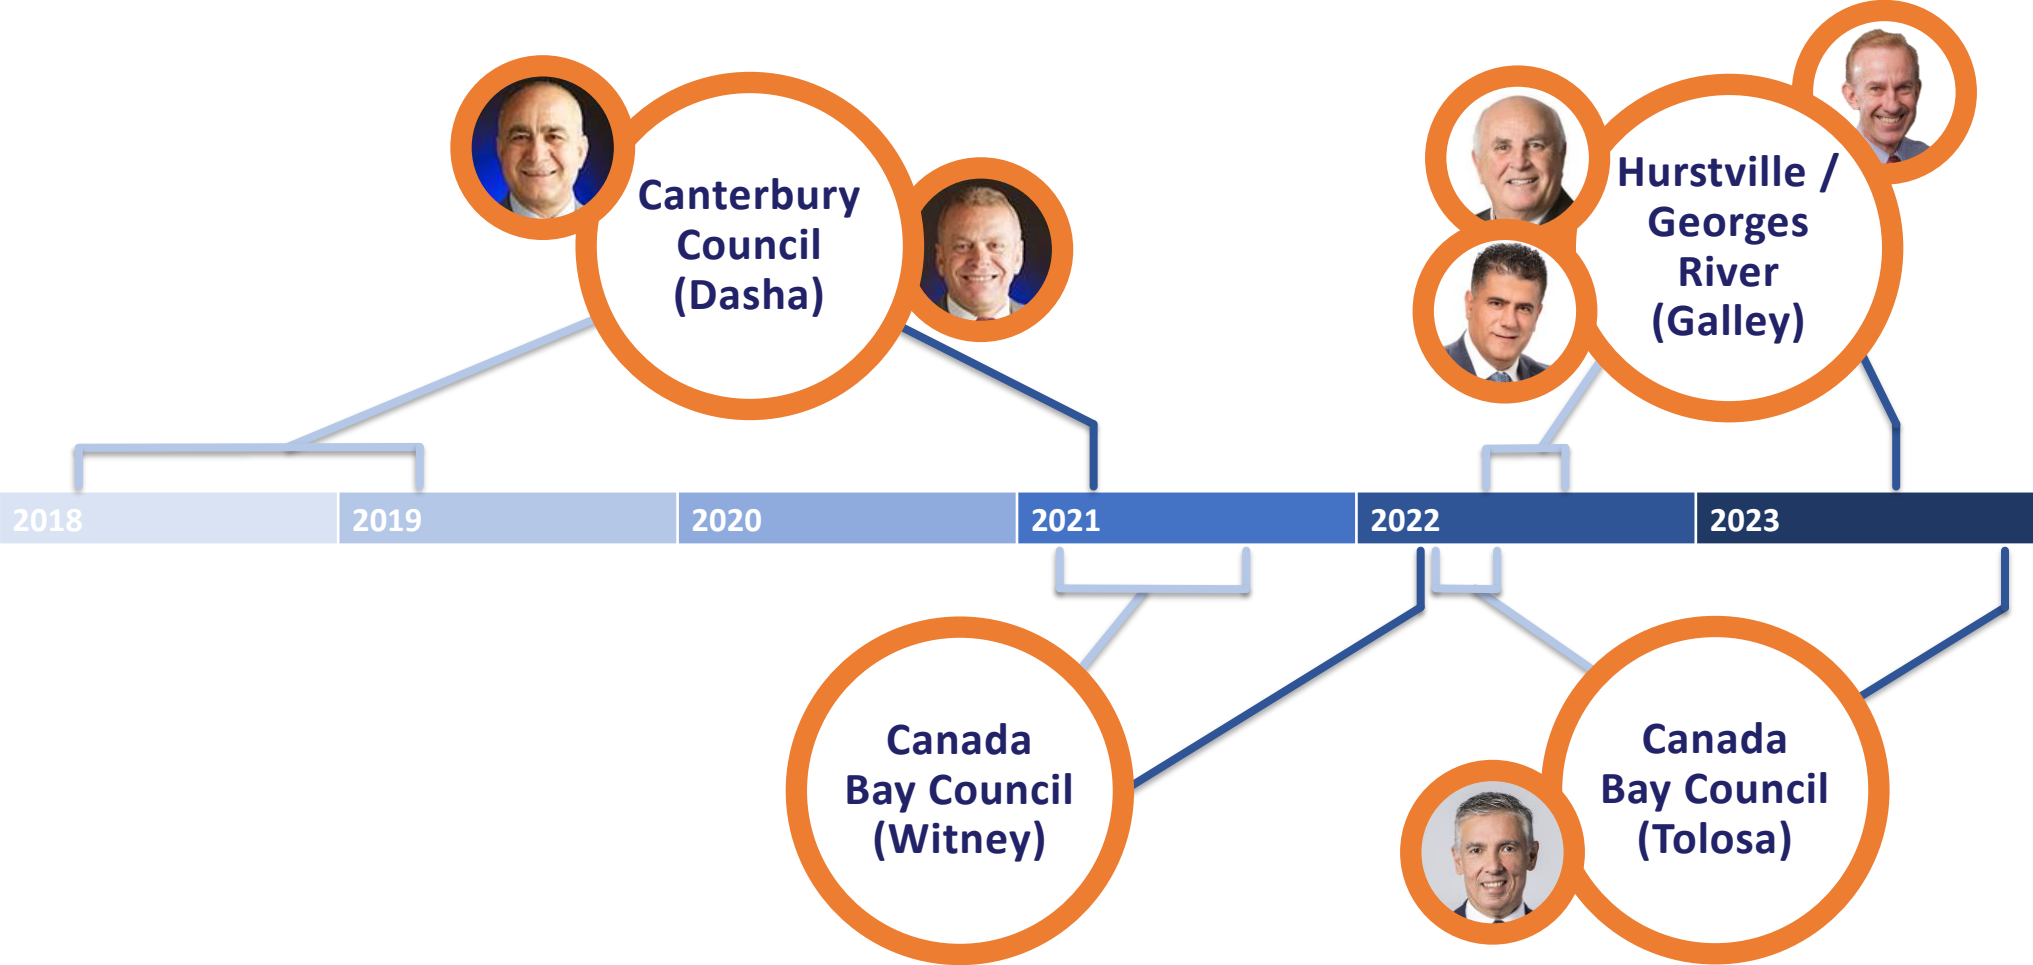 Canterbury
Council
(Dasha)
Hurstville /
Georges
River
(Galley)
2018
2019
2020
2021
2022
2023
Canada
Bay Council
(Witney)
Canada
Bay Council
(Tolosa)